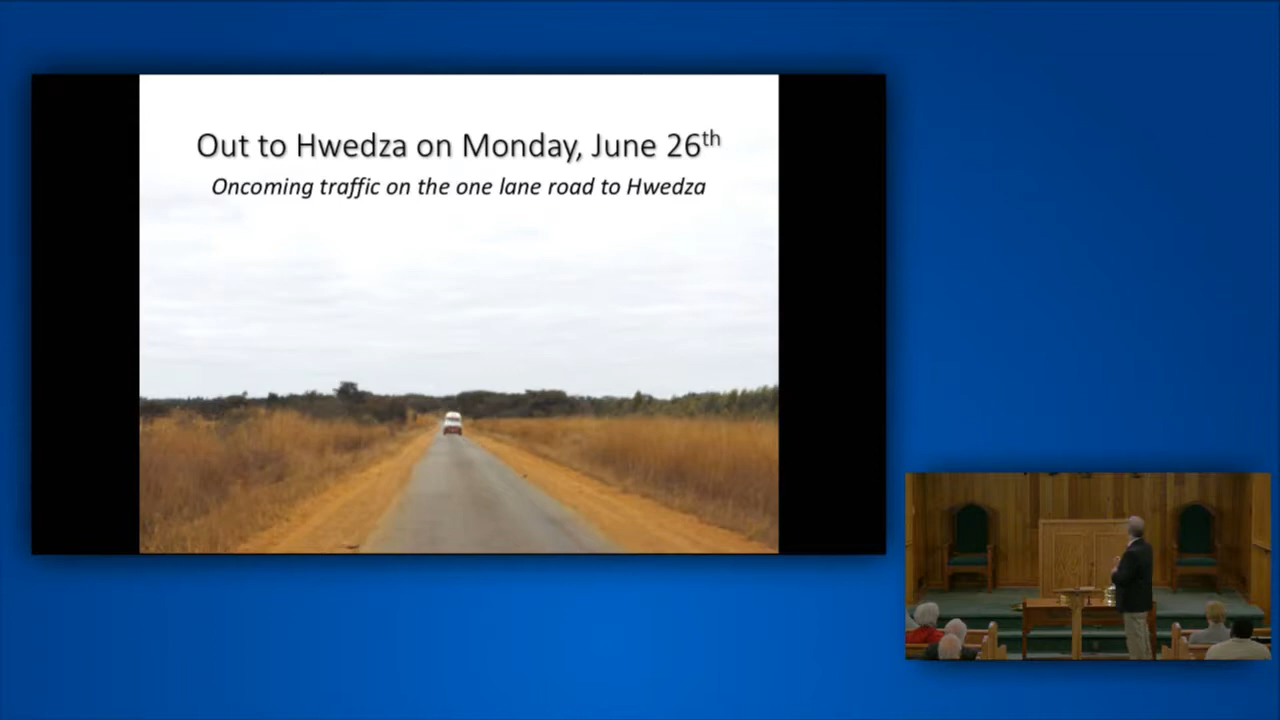 Out to Hwedza on Monday, June 26th
Oncoming traffic on the one lane road to Hwedza